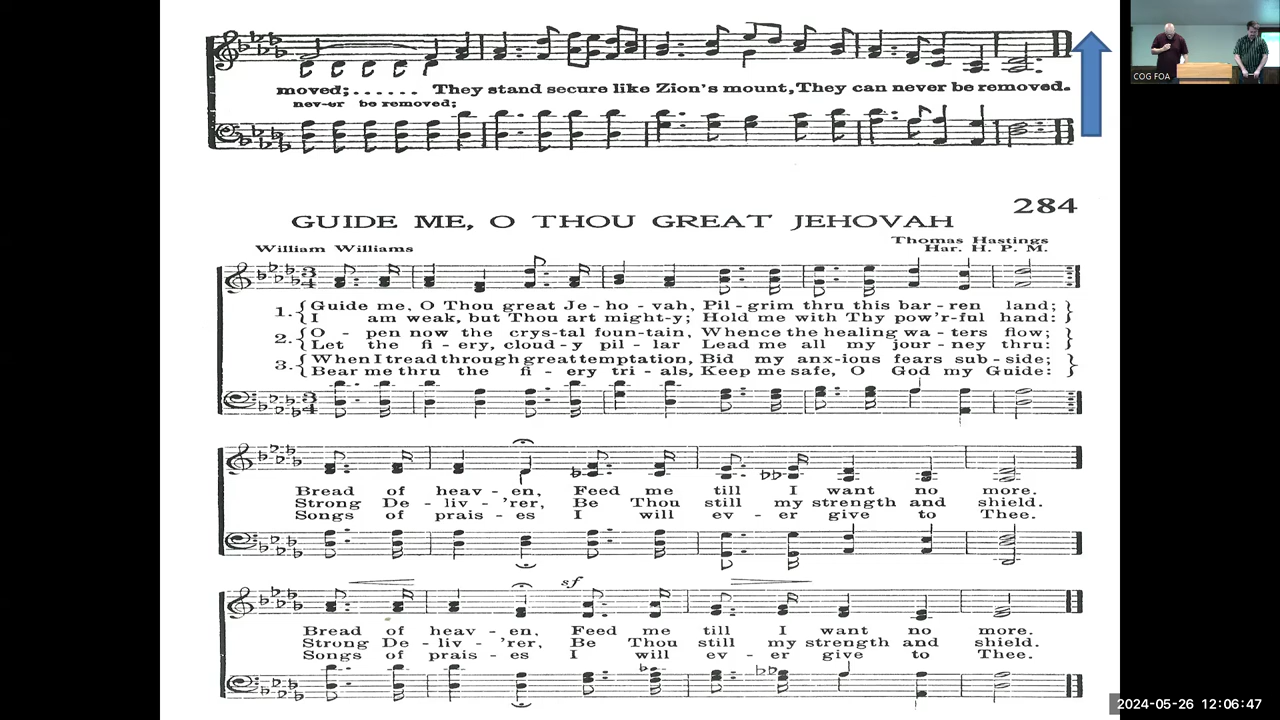 moved;...... They stand secure like Zion's mount, They can never be removed.
nev-er be removed;
COG FOA
284
GUIDE ME, O THOU GREAT JEHOVAH
William Williams
Thomas Hastings
Har. H. P. M.
1. { Guide me, O Thou great Je - ho - vah, Pil - grim thru this bar - ren land; }
{ I am weak, but Thou art might-y; Hold me with Thy pow'r-ful hand: }
2. { O - pen now the crys-tal foun-tain, Whence the healing wa - ters flow;
{ Let the fi - ery, cloud-y pil - lar Lead me all my jour - ney thru:
3. { When I tread through great temptation, Bid my anx-ious fears sub - side; }
{ Bear me thru the fi - ery tri - als, Keep me safe, O God my Guide: }
Bread of heav - en, Feed me till I want no more.
Strong De - liv - 'rer, Be Thou still my strength and shield.
Songs of prais - es I will ev - er give to Thee.
sf
Bread of heav - en, Feed me till I want no more.
Strong De - liv - 'rer, Be Thou still my strength and shield.
Songs of prais - es I will ev - er give to Thee.
2024-05-26 12:06:47